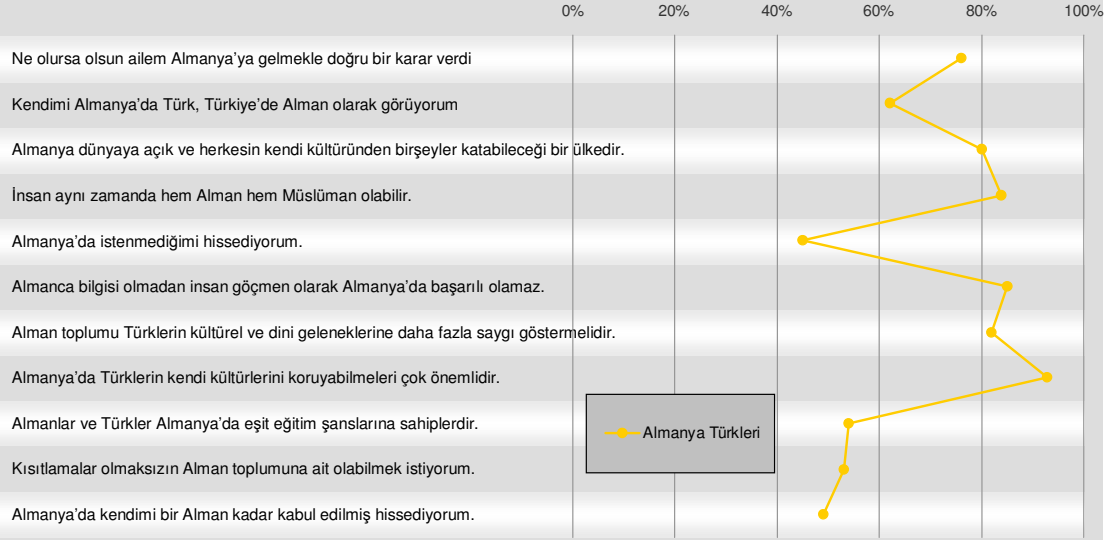 0% 20% 40% 60% 80% 100%
Ne olursa olsun ailem Almanya'ya gelmekle doğru bir karar verdi
Kendimi Almanya'da Türk, Türkiye'de Alman olarak görüyorum
Almanya dünyaya açık ve herkesin kendi kültüründen birşeyler katabileceği bir ülkedir.
İnsan aynı zamanda hem Alman hem Müslüman olabilir.
Almanya'da istenmediğimi hissediyorum.
Almanca bilgisi olmadan insan göçmen olarak Almanya'da başarılı olamaz.
Alman toplumu Türklerin kültürel ve dini geleneklerine daha fazla saygı göstermelidir.
Almanya'da Türklerin kendi kültürlerini koruyabilmeleri çok önemlidir.
Almanlar ve Türkler Almanya'da eşit eğitim şanslarına sahiplerdir.
Almanya Türkleri
Kısıtlamalar olmaksızın Alman toplumuna ait olabilmek istiyorum.
Almanya'da kendimi bir Alman kadar kabul edilmiş hissediyorum.